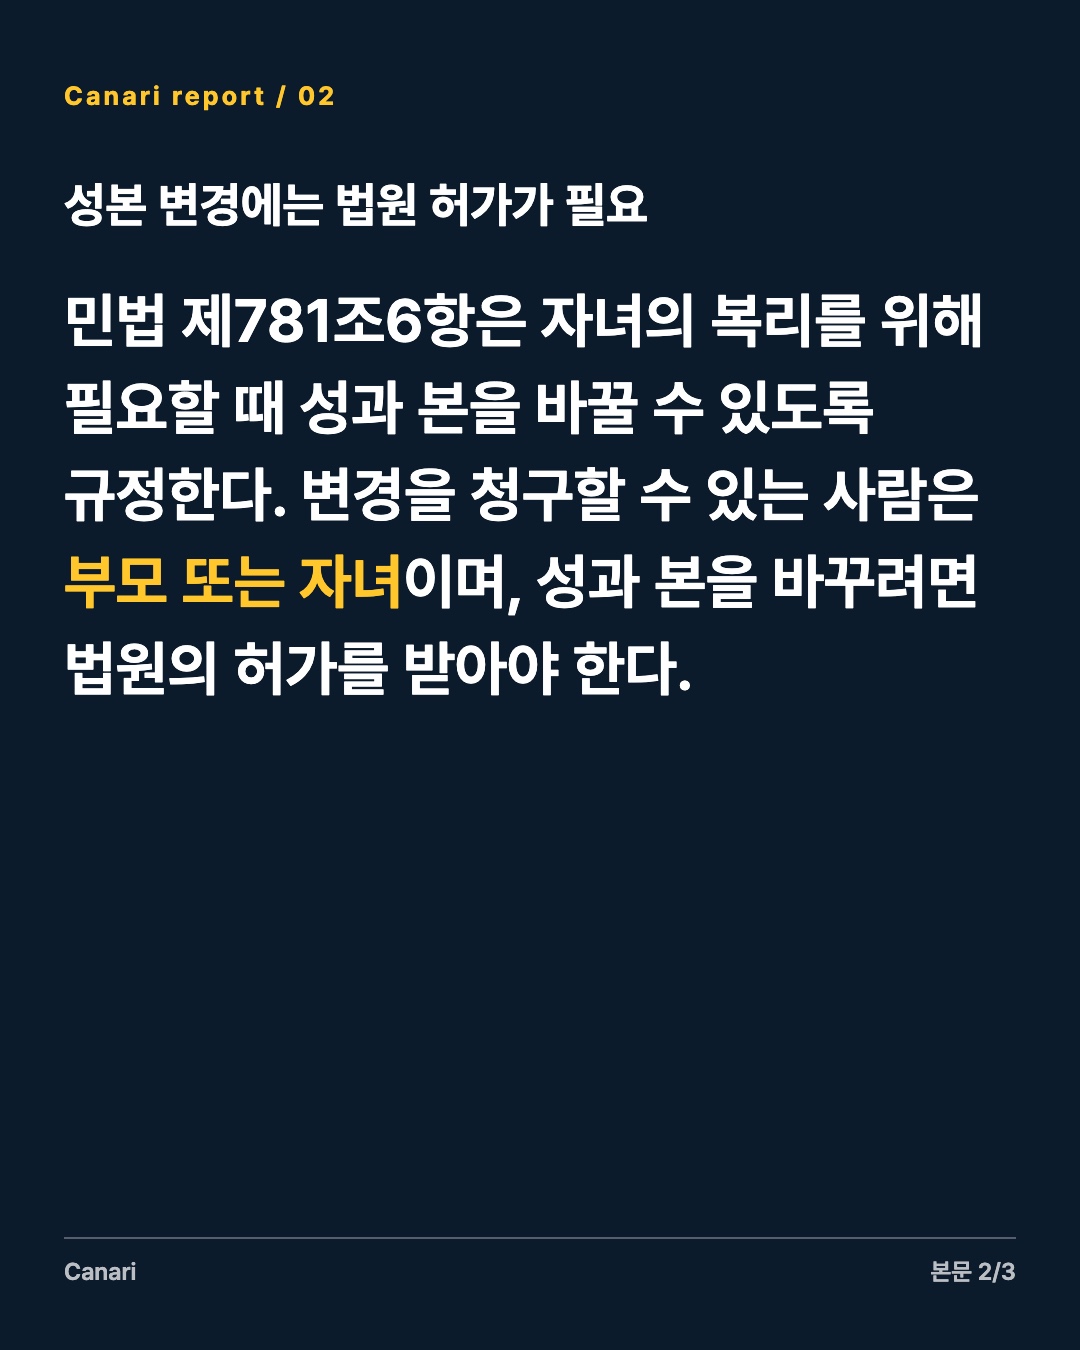 Canari report / 02
성본 변경에는 법원 허가가 필요
민법 제781조6항은 자녀의 복리를 위해
필요할 때 성과 본을 바꿀 수 있도록
규정한다. 변경을 청구할 수 있는 사람은
부모 또는 자녀이며, 성과 본을 바꾸려면
법원의 허가를 받아야 한다.
Canari
본문 2/3